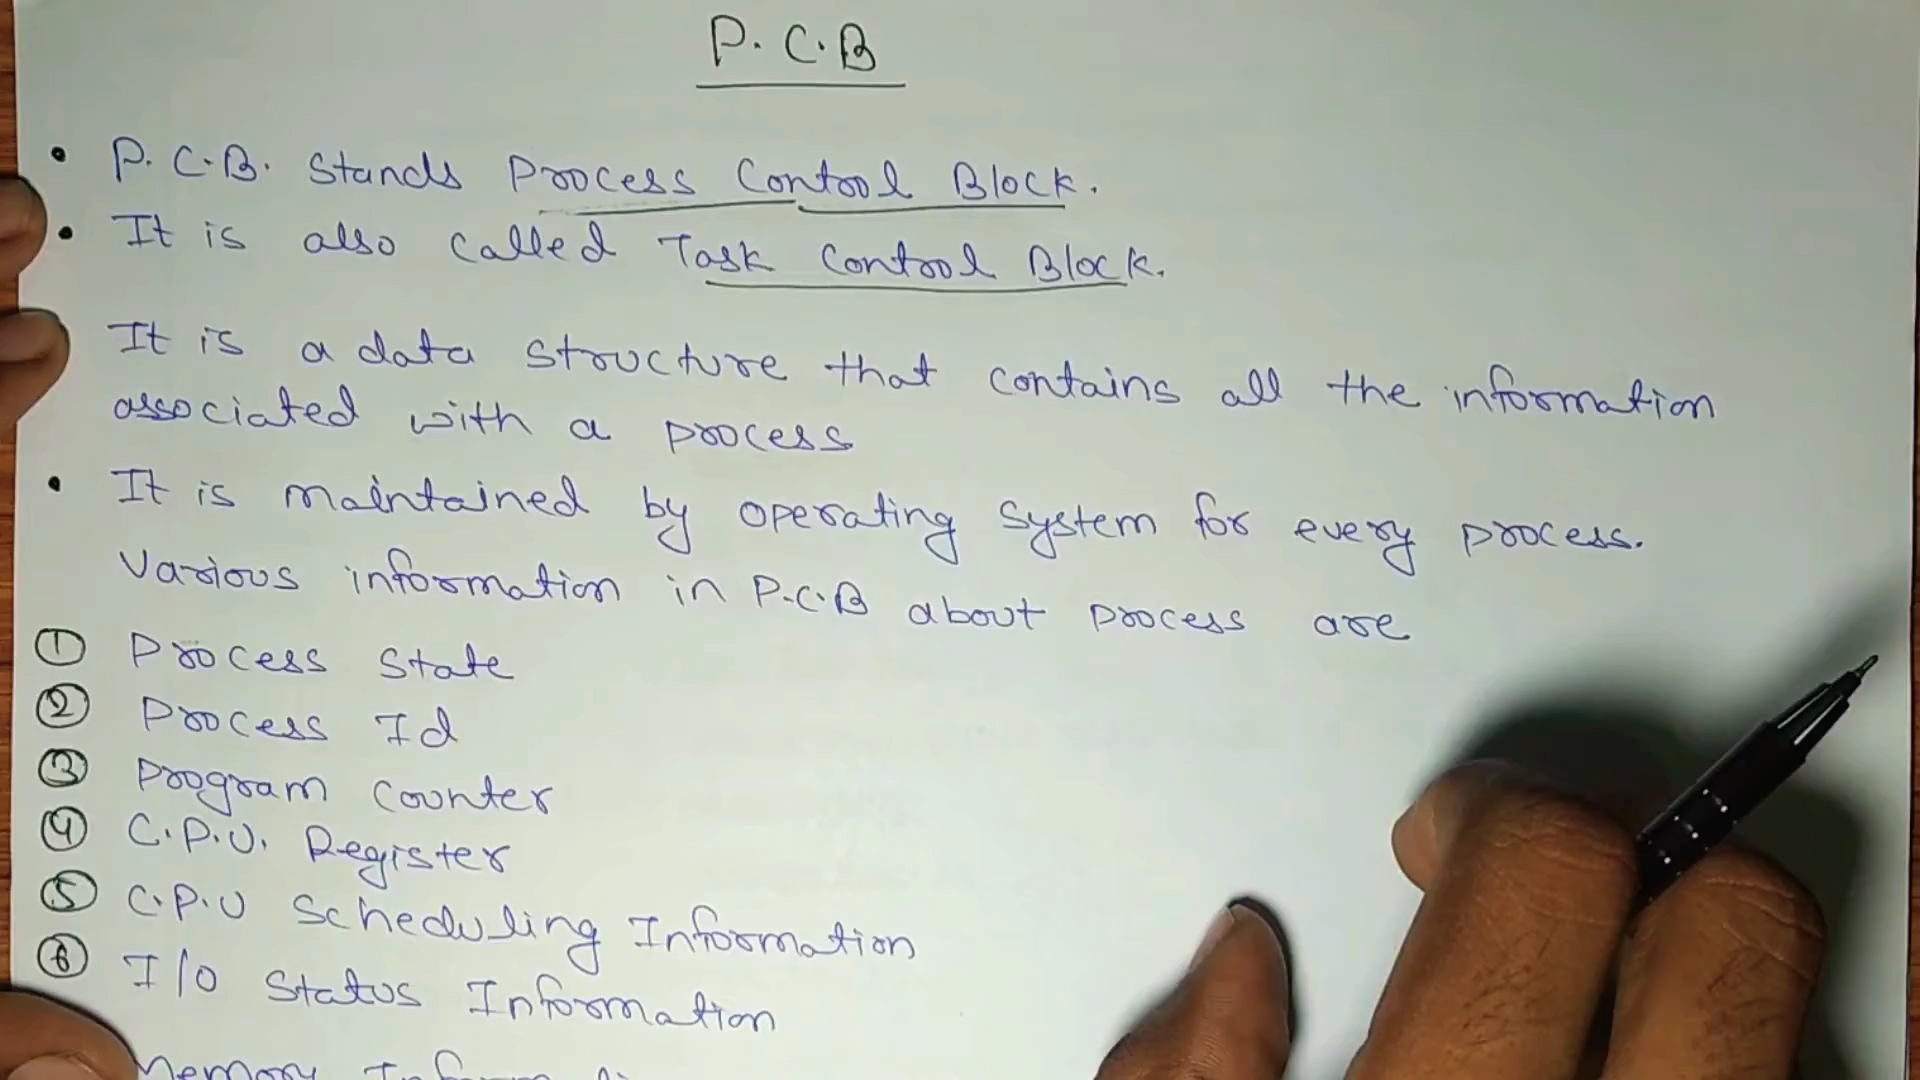 P.C.B
• P.C.B. Stands Process Control Block.
• It is also called Task Control Block.
It is a data structure that contains all the information
associated with a process
• It is maintained by operating system for every process.
Various information in P.C.B about process are
① Process State
② Process Id
③ Program Counter
④ C.P.U. Register
⑤ C.P.U Scheduling Information
⑥ I/O Status Information
Memory